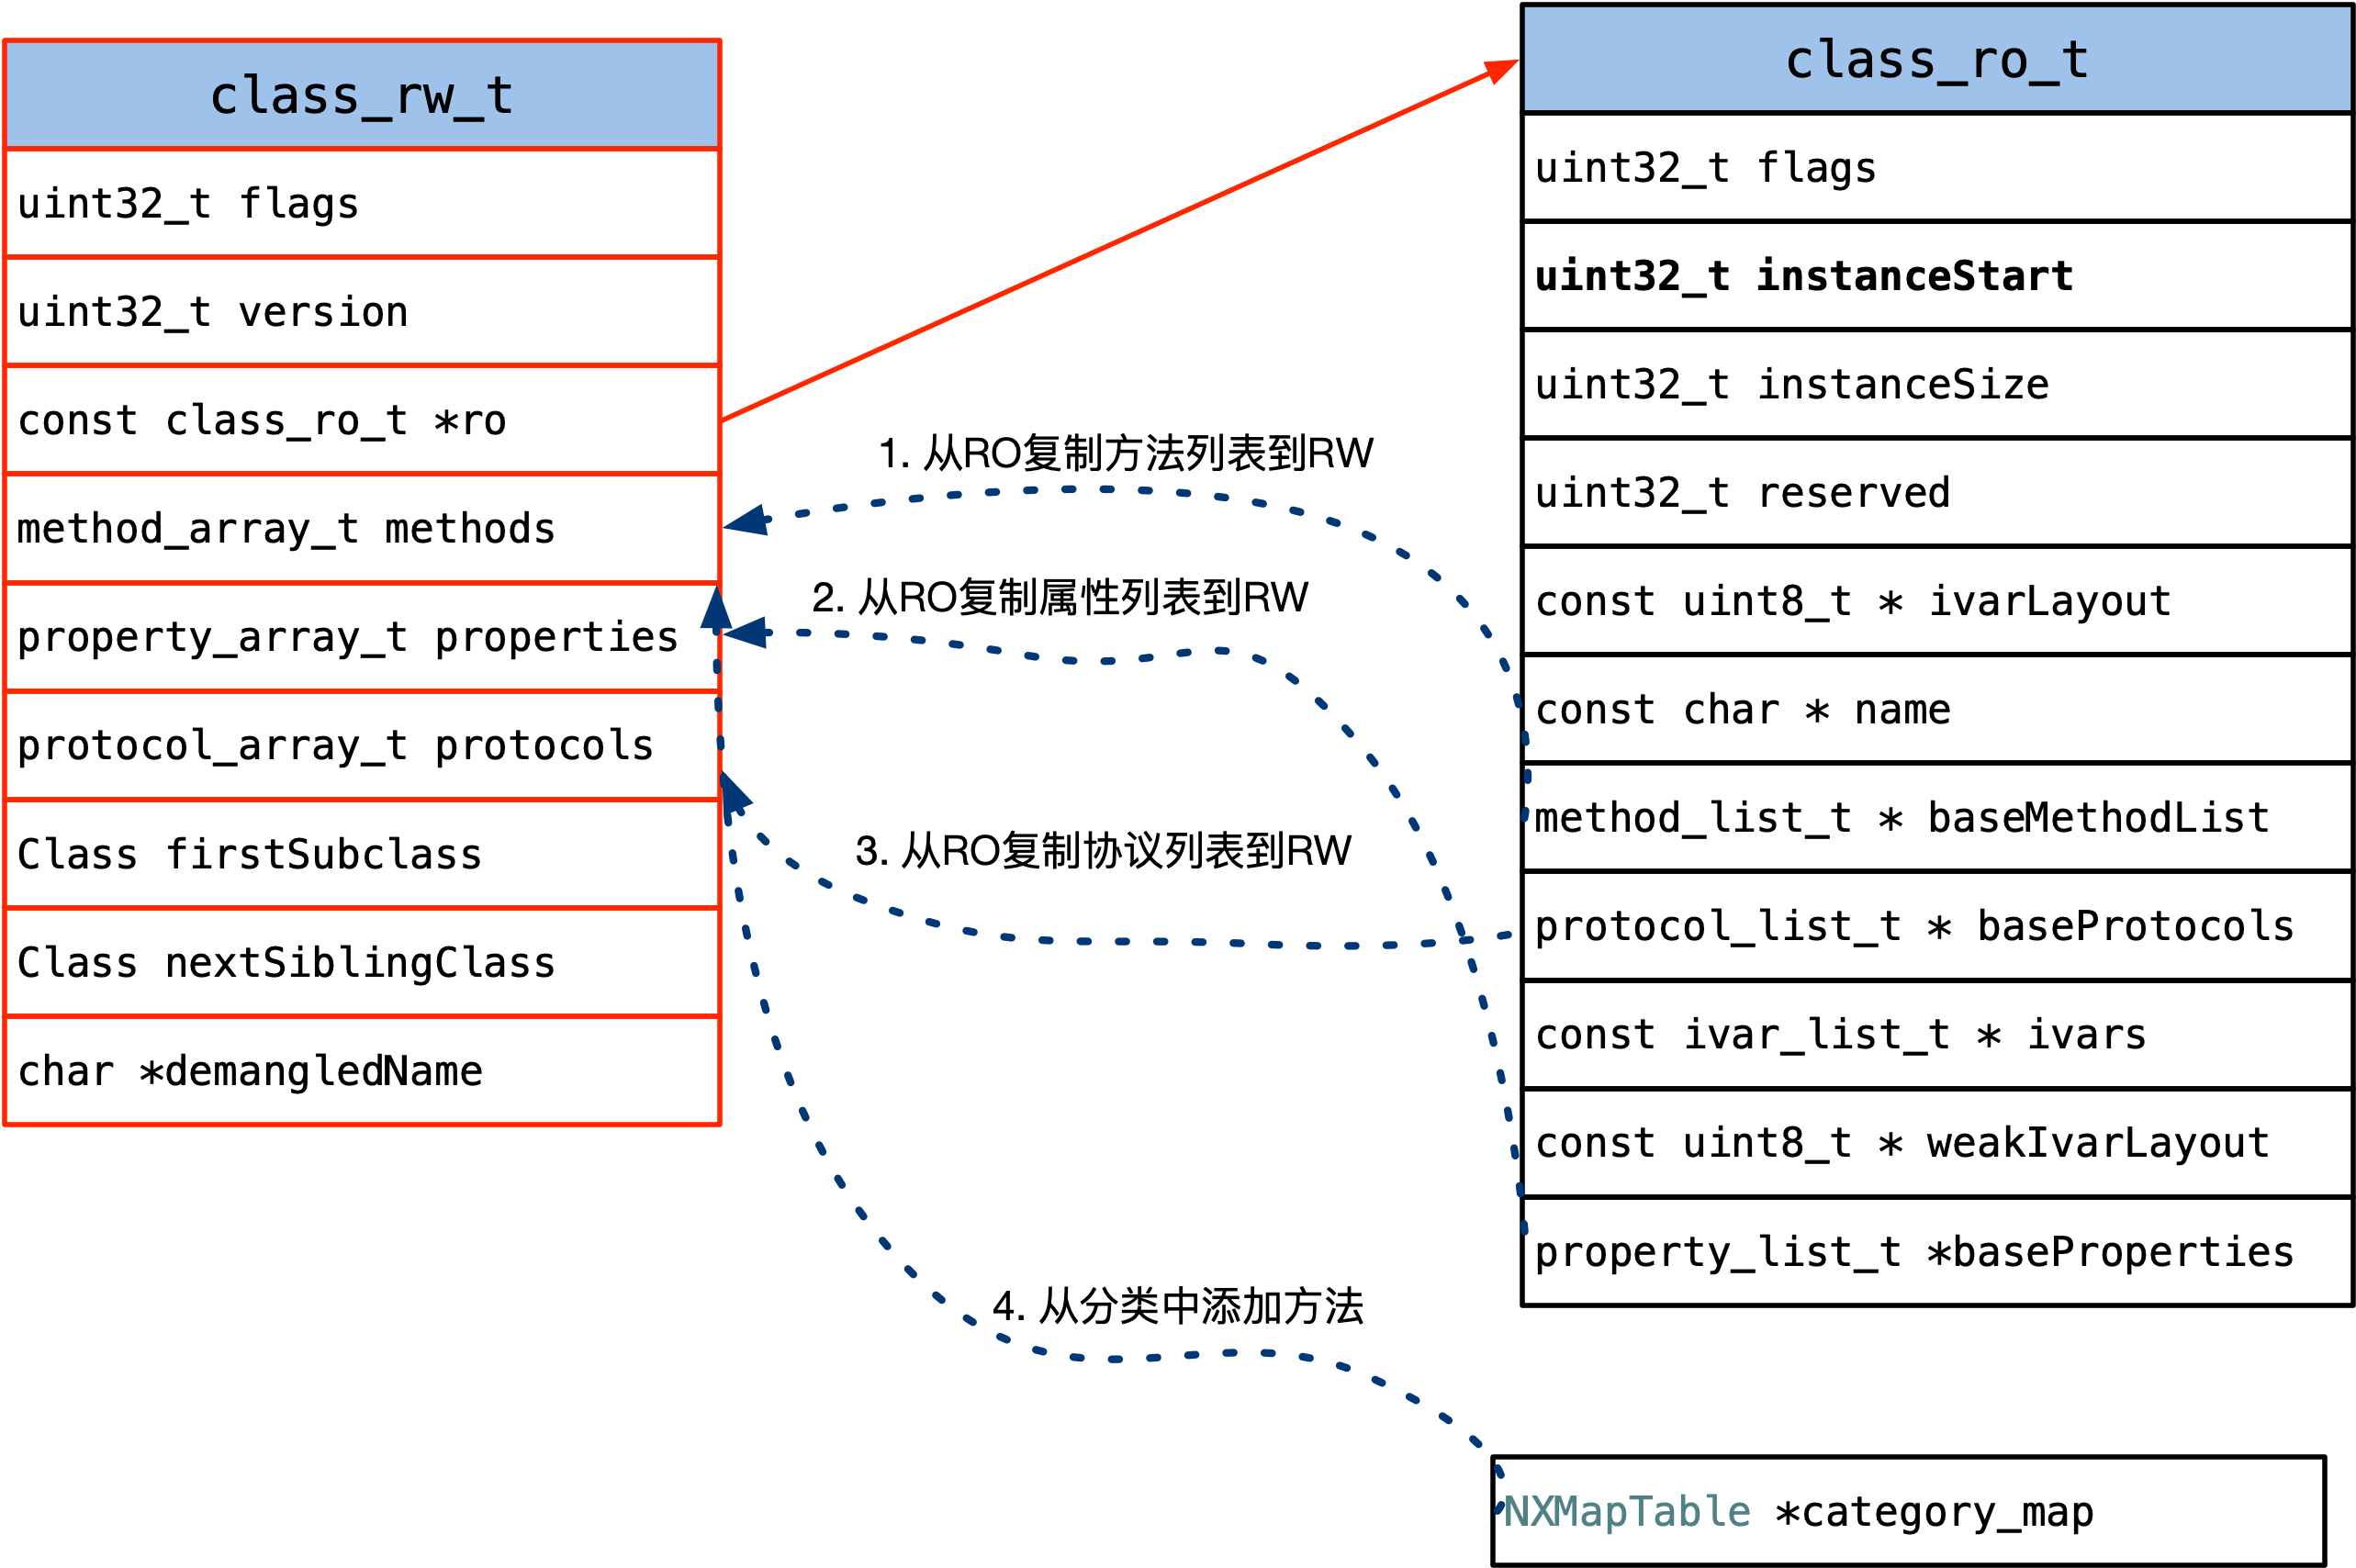 class_rw_t
uint32_t flags
uint32_t version
const class_ro_t *ro
method_array_t methods
property_array_t properties
protocol_array_t protocols
Class firstSubclass
Class nextSiblingClass
char *demangledName
1. 从RO复制方法列表到RW
2. 从RO复制属性列表到RW
3. 从RO复制协议列表到RW
4. 从分类中添加方法
class_ro_t
uint32_t flags
uint32_t instanceStart
uint32_t instanceSize
uint32_t reserved
const uint8_t * ivarLayout
const char * name
method_list_t * baseMethodList
protocol_list_t * baseProtocols
const ivar_list_t * ivars
const uint8_t * weakIvarLayout
property_list_t *baseProperties
NXMapTable *category_map